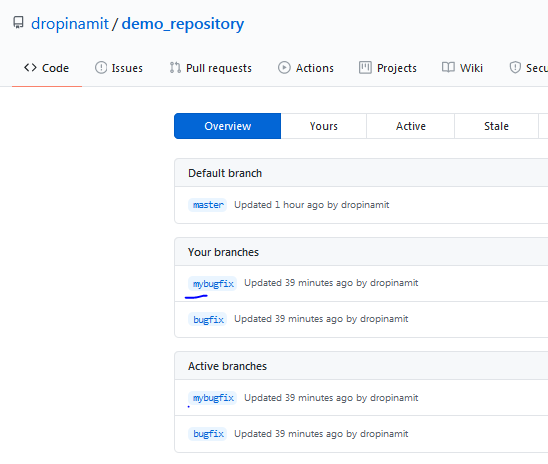 dropinamit / demo_repository
Code Issues Pull requests Actions Projects Wiki Secu
Overview Yours Active Stale
Default branch
master Updated 1 hour ago by dropinamit
Your branches
mybugfix Updated 39 minutes ago by dropinamit
bugfix Updated 39 minutes ago by dropinamit
Active branches
mybugfix Updated 39 minutes ago by dropinamit
bugfix Updated 39 minutes ago by dropinamit